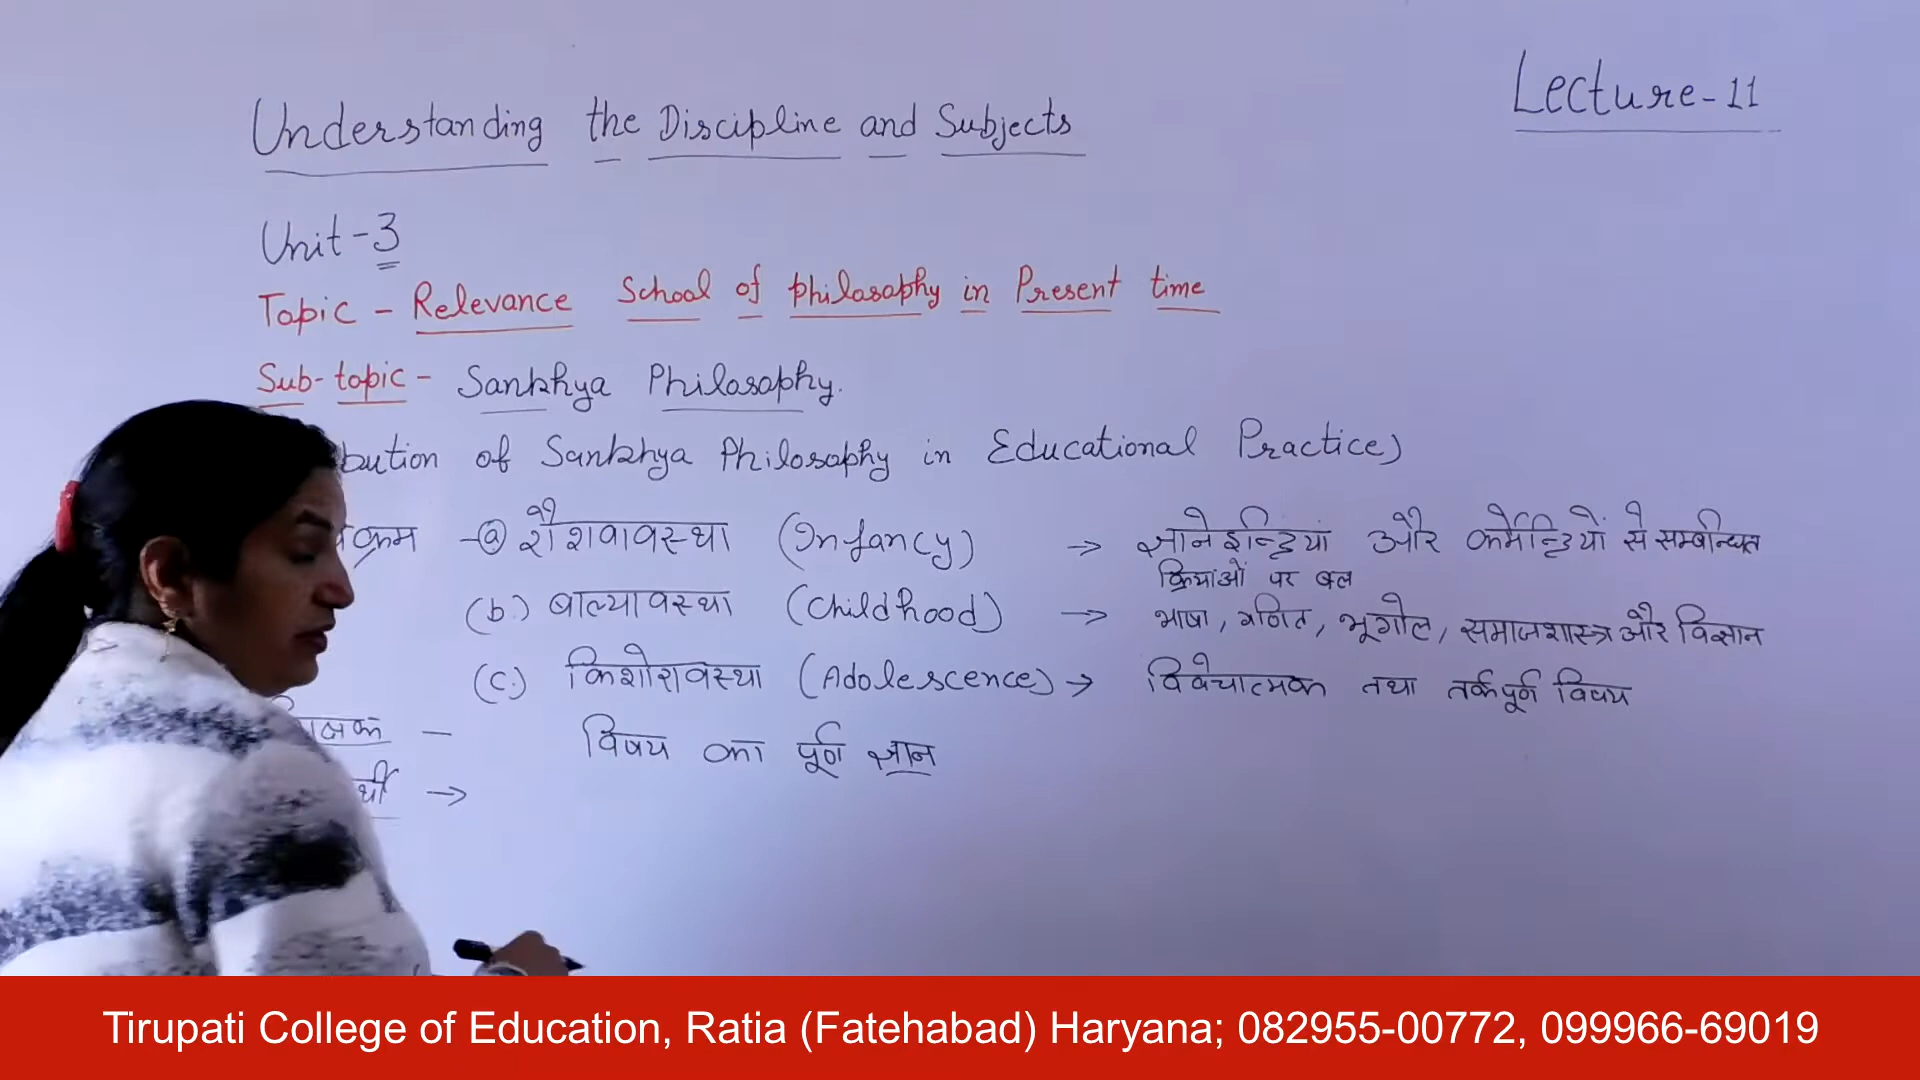 Lecture-11
Understanding the Discipline and Subjects
Unit-3
Topic - Relevance School of philosophy in Present time
Sub-topic - Sankhya Philosophy.
bution of Sankhya Philosophy in Educational Practice)
क्रम - (a) शैशवावस्था (Infancy) → ज्ञानेइन्द्रियां और कर्मेन्द्रियों से सम्बन्धित
क्रियाओं पर बल
(b.) बाल्यावस्था (Childhood) → भाषा, गणित, भूगोल, समाजशास्त्र और विज्ञान
(c.) किशोरावस्था (Adolescence) → विवेचात्मक तथा तर्कपूर्ण विषय
क्षक - विषय का पूर्ण ज्ञान
र्थी →
Tirupati College of Education, Ratia (Fatehabad) Haryana; 082955-00772, 099966-69019